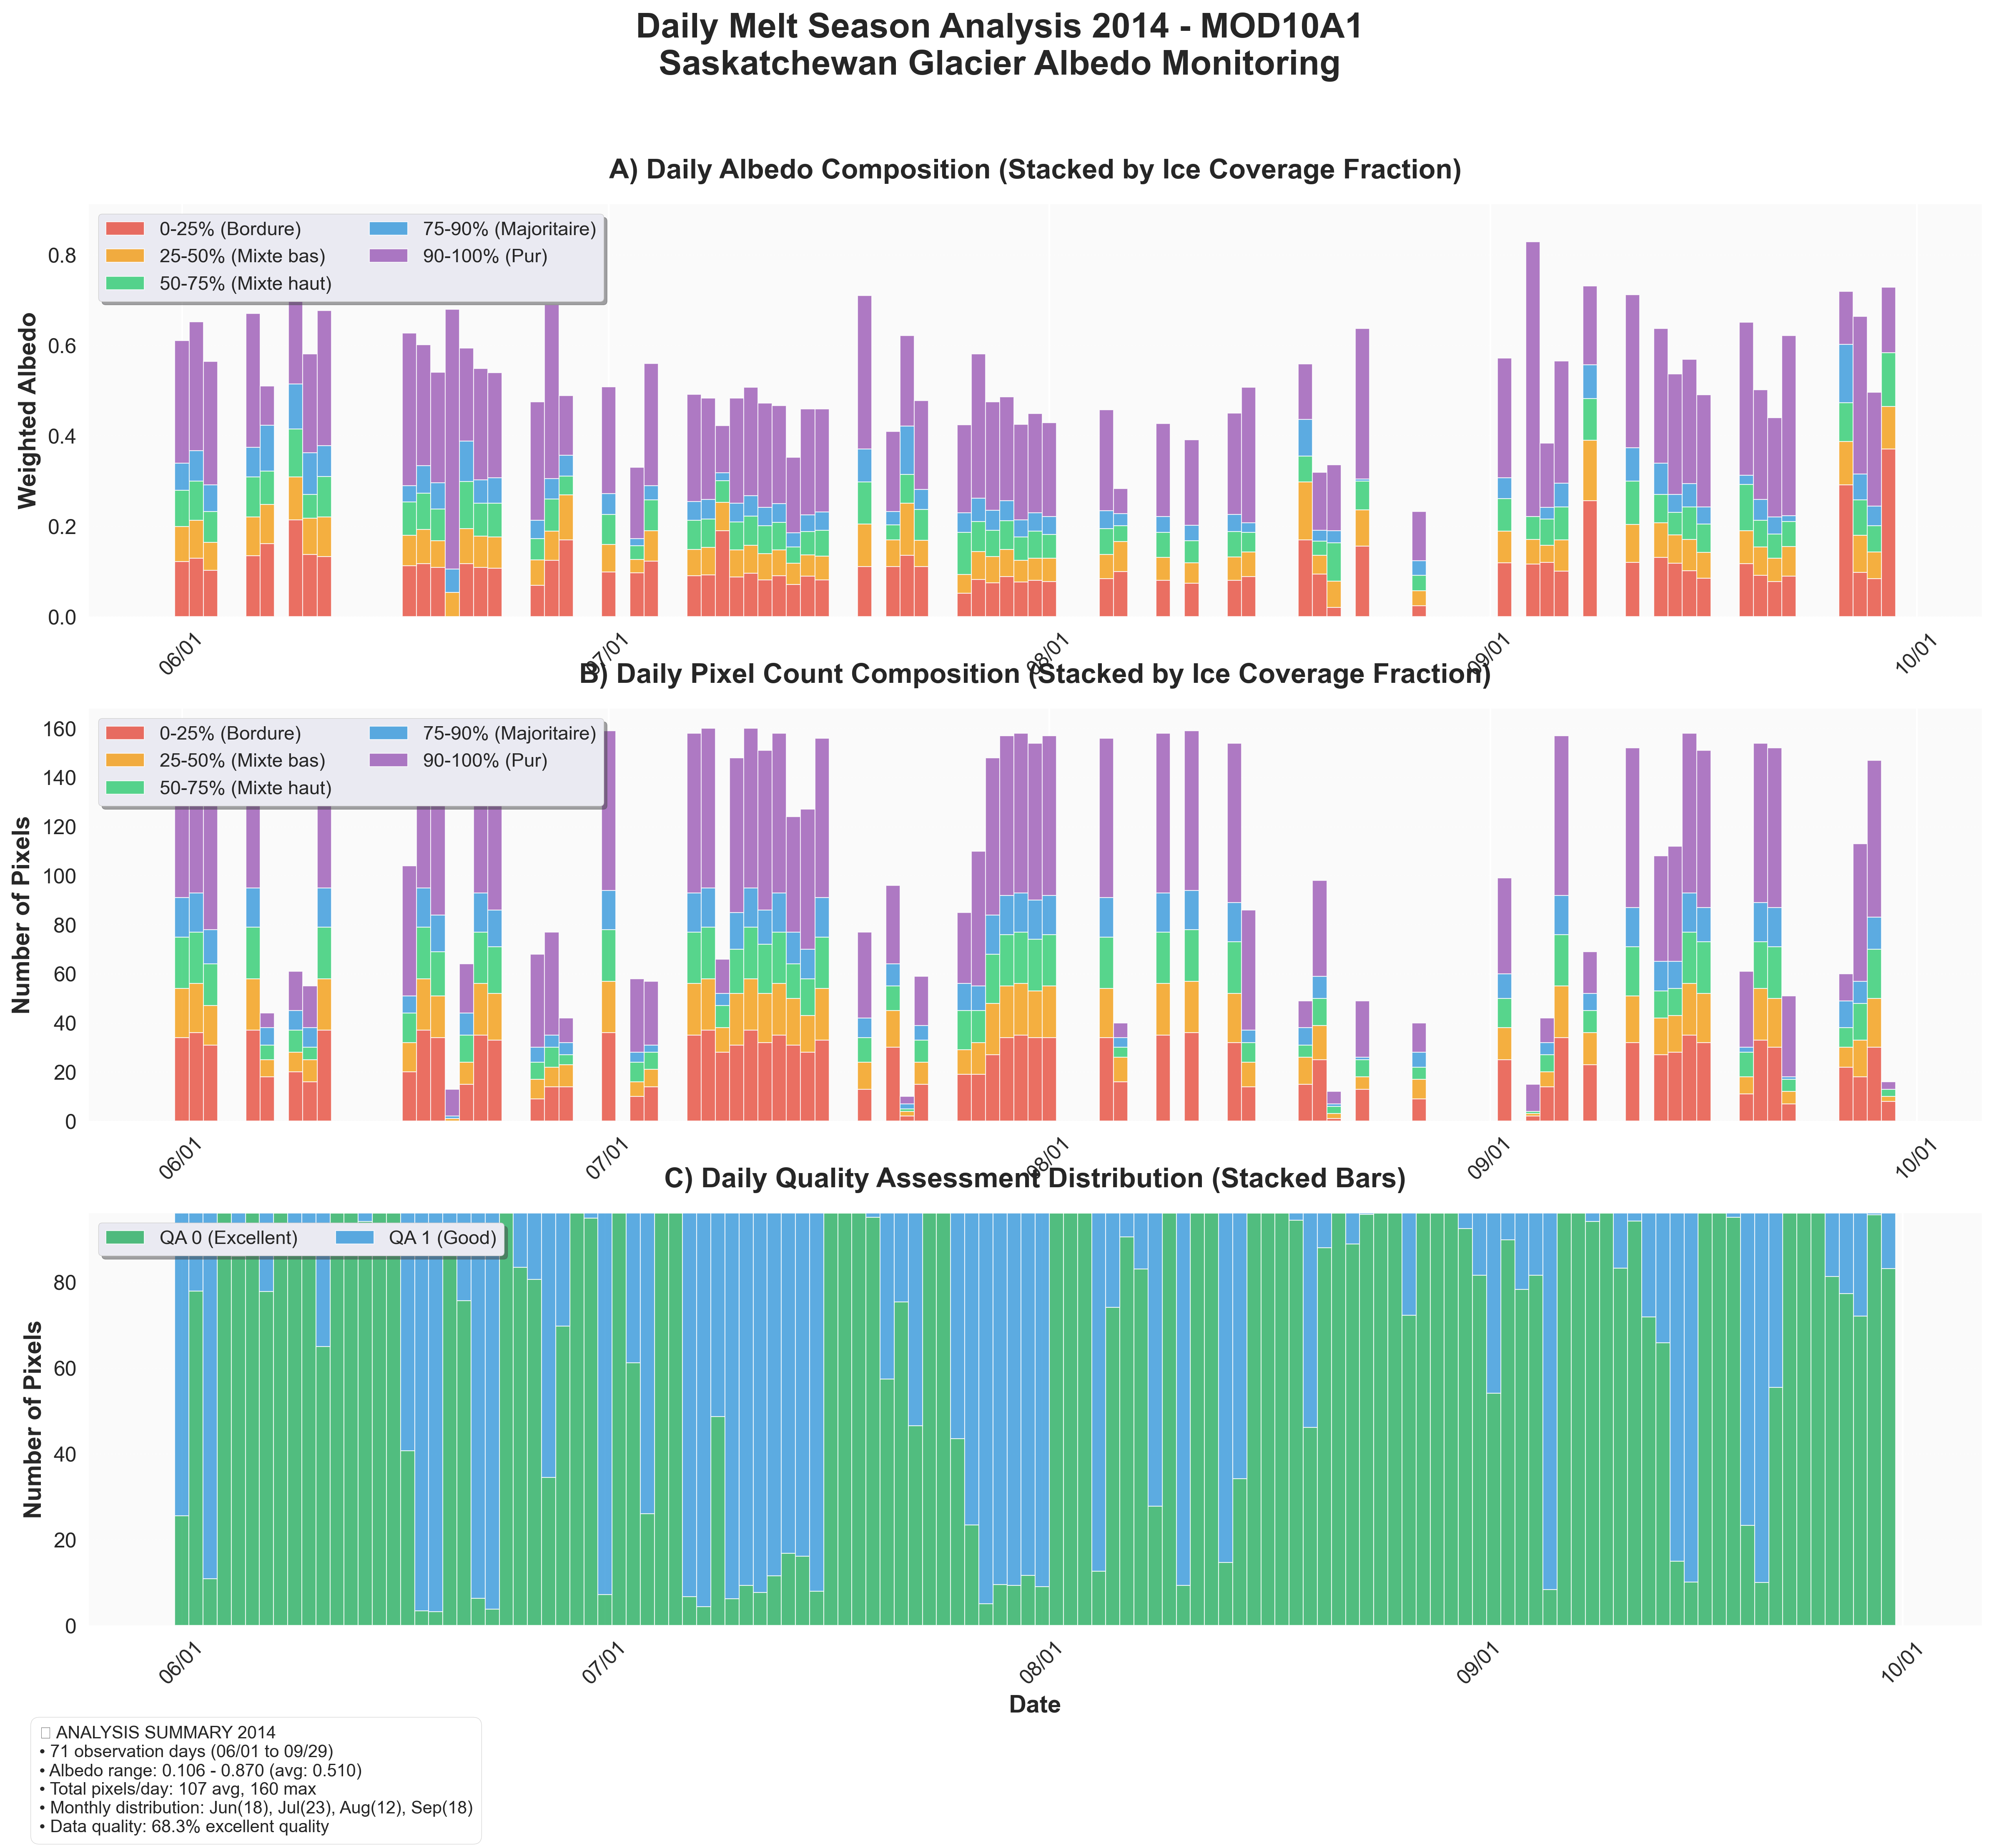 Daily Melt Season Analysis 2014 - MOD10A1
Saskatchewan Glacier Albedo Monitoring
A) Daily Albedo Composition (Stacked by Ice Coverage Fraction)
0-25% (Bordure)
25-50% (Mixte bas)
50-75% (Mixte haut)
75-90% (Majoritaire)
90-100% (Pur)
Weighted Albedo
0.8
0.6
0.4
0.2
0.0
06/01
07/01
08/01
09/01
10/01
B) Daily Pixel Count Composition (Stacked by Ice Coverage Fraction)
0-25% (Bordure)
25-50% (Mixte bas)
50-75% (Mixte haut)
75-90% (Majoritaire)
90-100% (Pur)
Number of Pixels
160
140
120
100
80
60
40
20
0
06/01
07/01
08/01
09/01
10/01
C) Daily Quality Assessment Distribution (Stacked Bars)
QA 0 (Excellent)
QA 1 (Good)
Number of Pixels
80
60
40
20
0
06/01
07/01
08/01
09/01
10/01
Date
ANALYSIS SUMMARY 2014
• 71 observation days (06/01 to 09/29)
• Albedo range: 0.106 - 0.870 (avg: 0.510)
• Total pixels/day: 107 avg, 160 max
• Monthly distribution: Jun(18), Jul(23), Aug(12), Sep(18)
• Data quality: 68.3% excellent quality